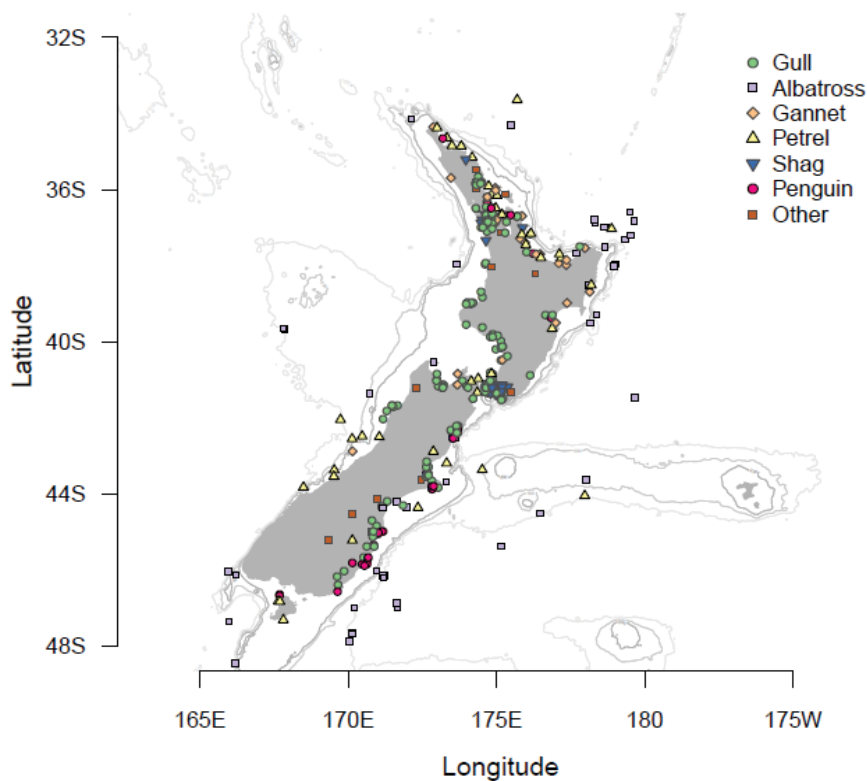 32S
36S
40S
44S
48S
Latitude
Gull
Albatross
Gannet
Petrel
Shag
Penguin
Other
165E
170E
175E
180
175W
Longitude